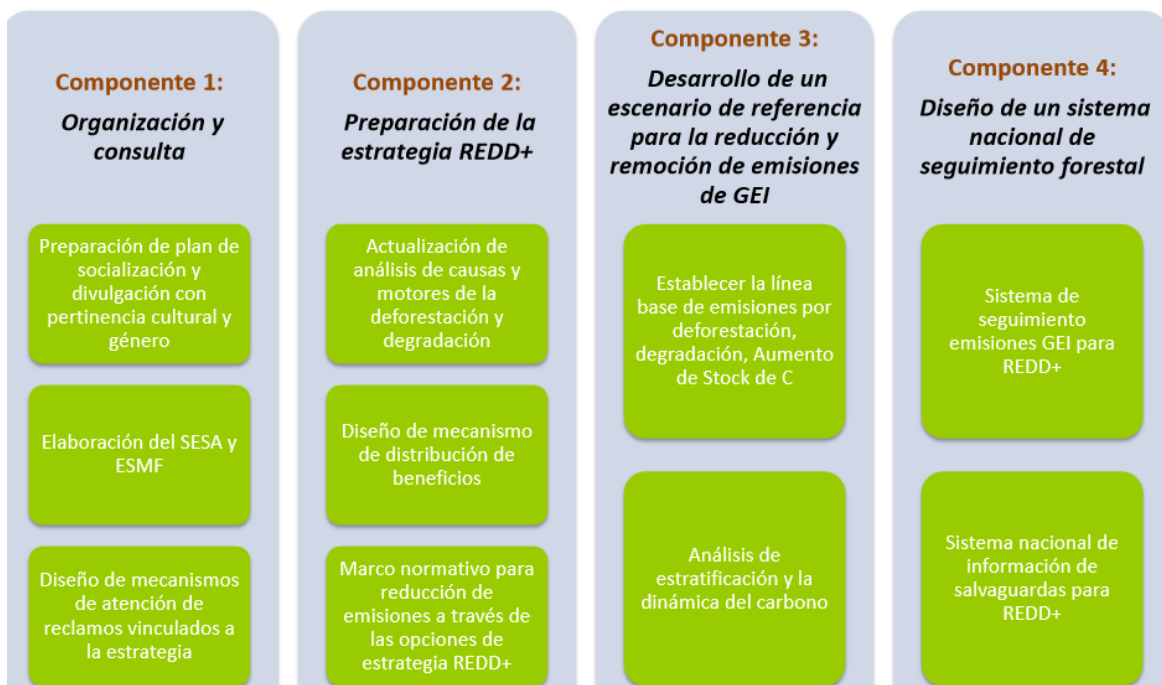 Componente 1:
Organización y
consulta
Preparación de plan de
socialización y
divulgación con
pertinencia cultural y
género
Elaboración del SESA y
ESMF
Diseño de mecanismos
de atención de
reclamos vinculados a
la estrategia
Componente 2:
Preparación de la
estrategia REDD+
Actualización de
análisis de causas y
motores de la
deforestación y
degradación
Diseño de mecanismo
de distribución de
beneficios
Marco normativo para
reducción de
emisiones a través de
las opciones de
estrategia REDD+
Componente 3:
Desarrollo de un
escenario de referencia
para la reducción y
remoción de emisiones
de GEI
Establecer la línea
base de emisiones por
deforestación,
degradación, Aumento
de Stock de C
Análisis de
estratificación y la
dinámica del carbono
Componente 4:
Diseño de un sistema
nacional de
seguimiento forestal
Sistema de
seguimiento
emisiones GEI para
REDD+
Sistema nacional de
información de
salvaguardas para
REDD+